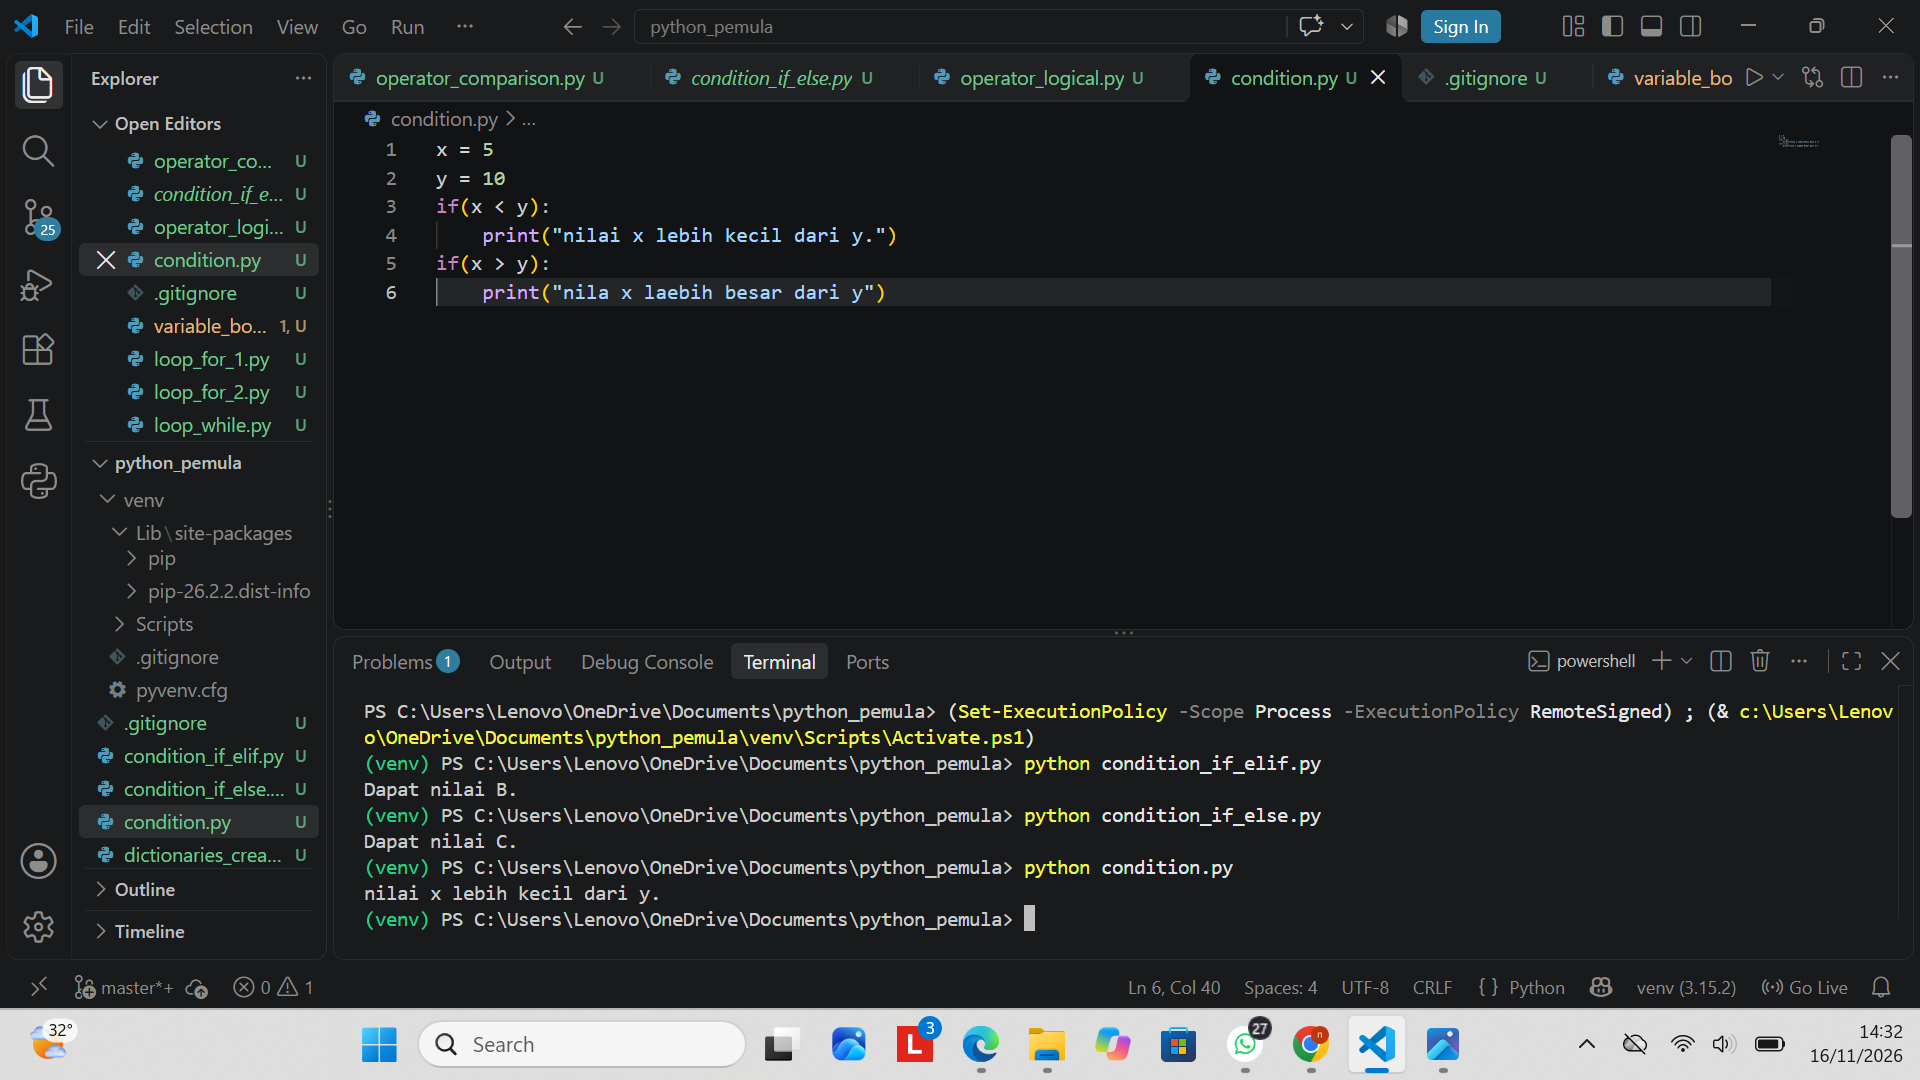 File Edit Selection View Go Run ... python_pemula Sign In
Explorer ...
operator_comparison.py U condition_if_else.py U operator_logical.py U condition.py U .gitignore U variable_bo ...
Open Editors
operator_co... U
condition_if_e... U
operator_logi... U
condition.py U
.gitignore U
variable_bo... 1, U
loop_for_1.py U
loop_for_2.py U
loop_while.py U
python_pemula
venv
Lib\site-packages
pip
pip-26.2.2.dist-info
Scripts
.gitignore
pyvenv.cfg
.gitignore U
condition_if_elif.py U
condition_if_else.... U
condition.py U
dictionaries_crea... U
Outline
Timeline
25
condition.py > ...
1 x = 5
2 y = 10
3 if(x < y):
4 print("nilai x lebih kecil dari y.")
5 if(x > y):
6 print("nila x laebih besar dari y")
Problems 1 Output Debug Console Terminal Ports powershell ...
PS C:\Users\Lenovo\OneDrive\Documents\python_pemula> (Set-ExecutionPolicy -Scope Process -ExecutionPolicy RemoteSigned) ; (& c:\Users\Lenov
o\OneDrive\Documents\python_pemula\venv\Scripts\Activate.ps1)
(venv) PS C:\Users\Lenovo\OneDrive\Documents\python_pemula> python condition_if_elif.py
Dapat nilai B.
(venv) PS C:\Users\Lenovo\OneDrive\Documents\python_pemula> python condition_if_else.py
Dapat nilai C.
(venv) PS C:\Users\Lenovo\OneDrive\Documents\python_pemula> python condition.py
nilai x lebih kecil dari y.
(venv) PS C:\Users\Lenovo\OneDrive\Documents\python_pemula>
master*+ 0 1 Ln 6, Col 40 Spaces: 4 UTF-8 CRLF { } Python venv (3.15.2) Go Live
32° Search L 3 27 n 14:32
16/11/2026